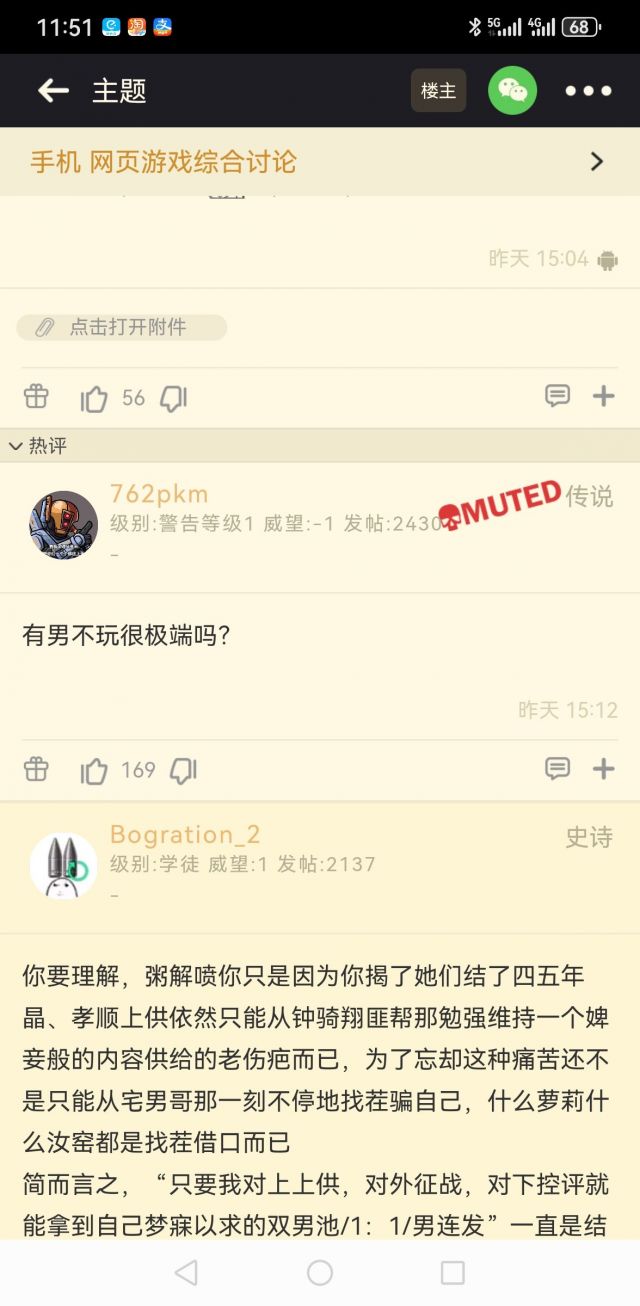 11:51
5G
4G
68
主题
楼主
手机 网页游戏综合讨论
昨天 15:04
点击打开附件
56
热评
762pkm
MUTED
传说
级别:警告等级1 威望:-1 发帖:2430
-
有男不玩很极端吗?
昨天 15:12
169
Bogration_2
史诗
级别:学徒 威望:1 发帖:2137
-
你要理解，粥解喷你只是因为你揭了她们结了四五年
晶、孝顺上供依然只能从钟骑翔匪帮那勉强维持一个婢
妾般的内容供给的老伤疤而已，为了忘却这种痛苦还不
是只能从宅男哥那一刻不停地找茬骗自己，什么萝莉什
么汝窑都是找茬借口而已
简而言之，“只要我对上上供，对外征战，对下控评就
能拿到自己梦寐以求的双男池/1：1/男连发”一直是结